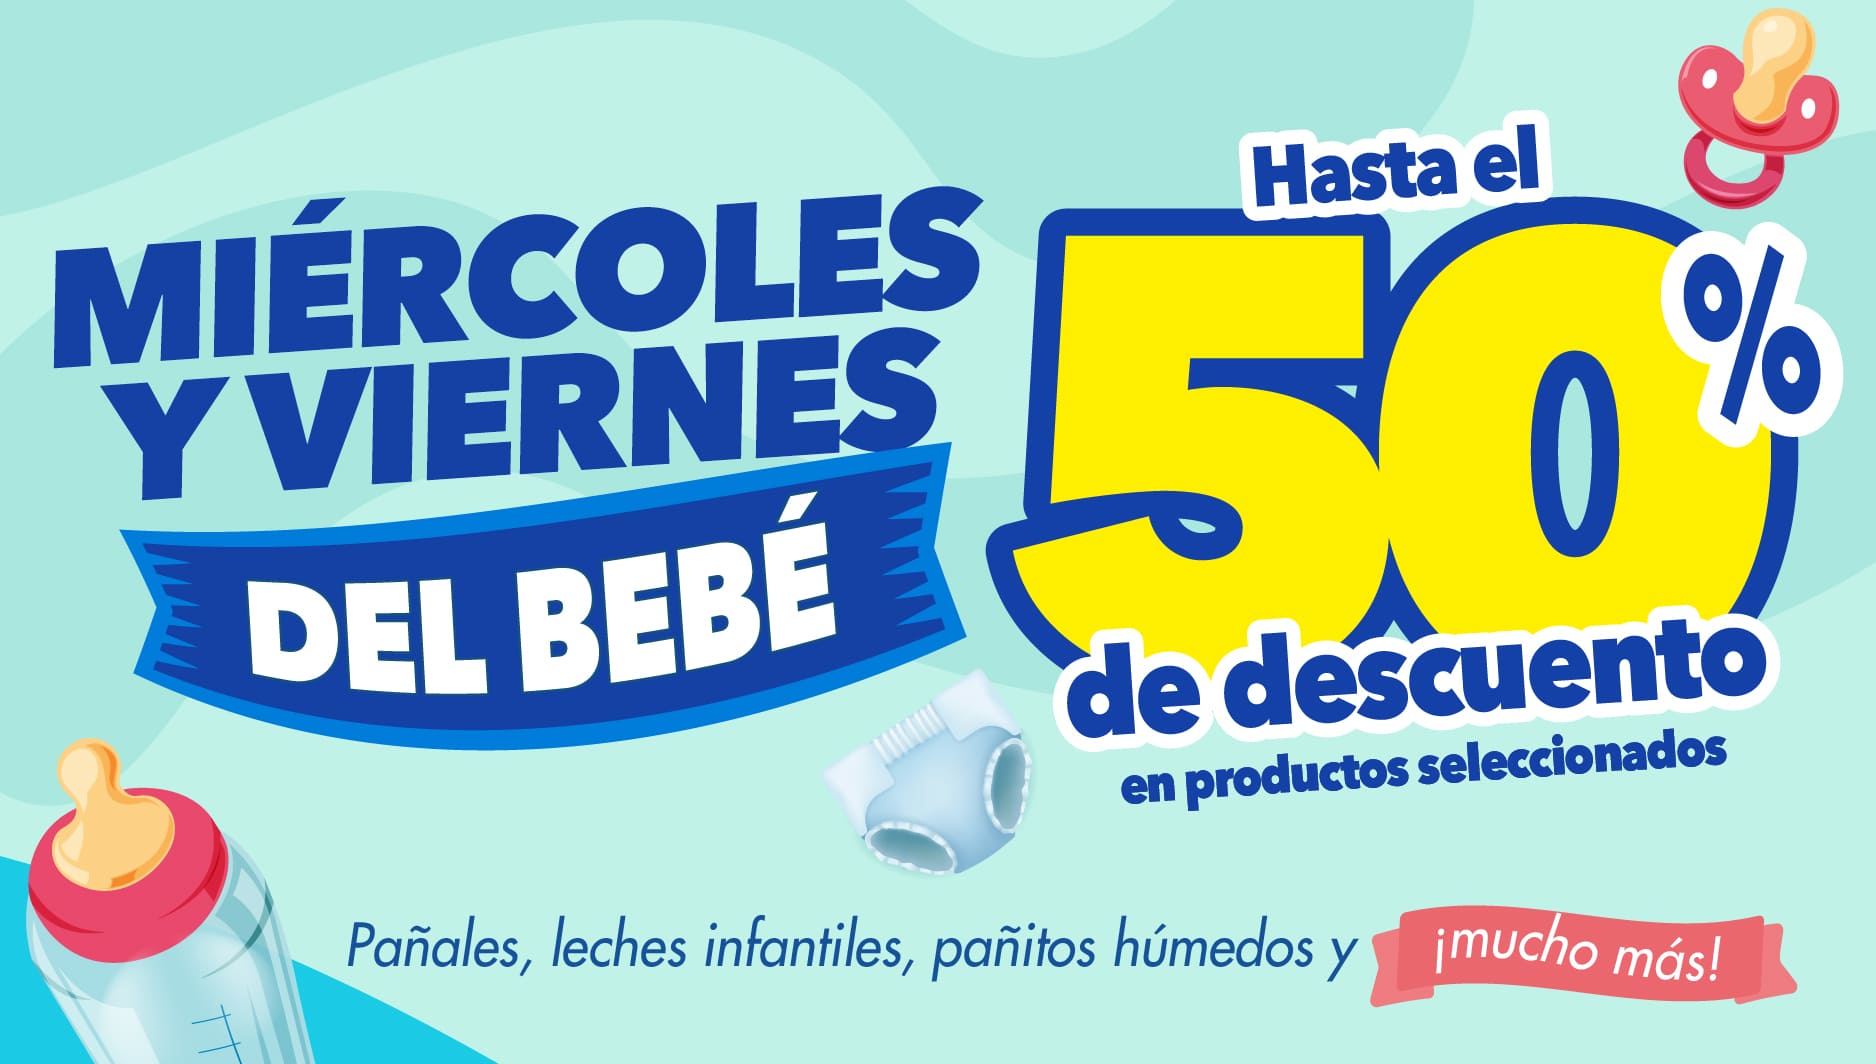 MIÉRCOLES
Y VIERNES
DEL BEBÉ
Hasta el
50%
de descuento
en productos seleccionados
Pañales, leches infantiles, pañitos húmedos y ¡mucho más!